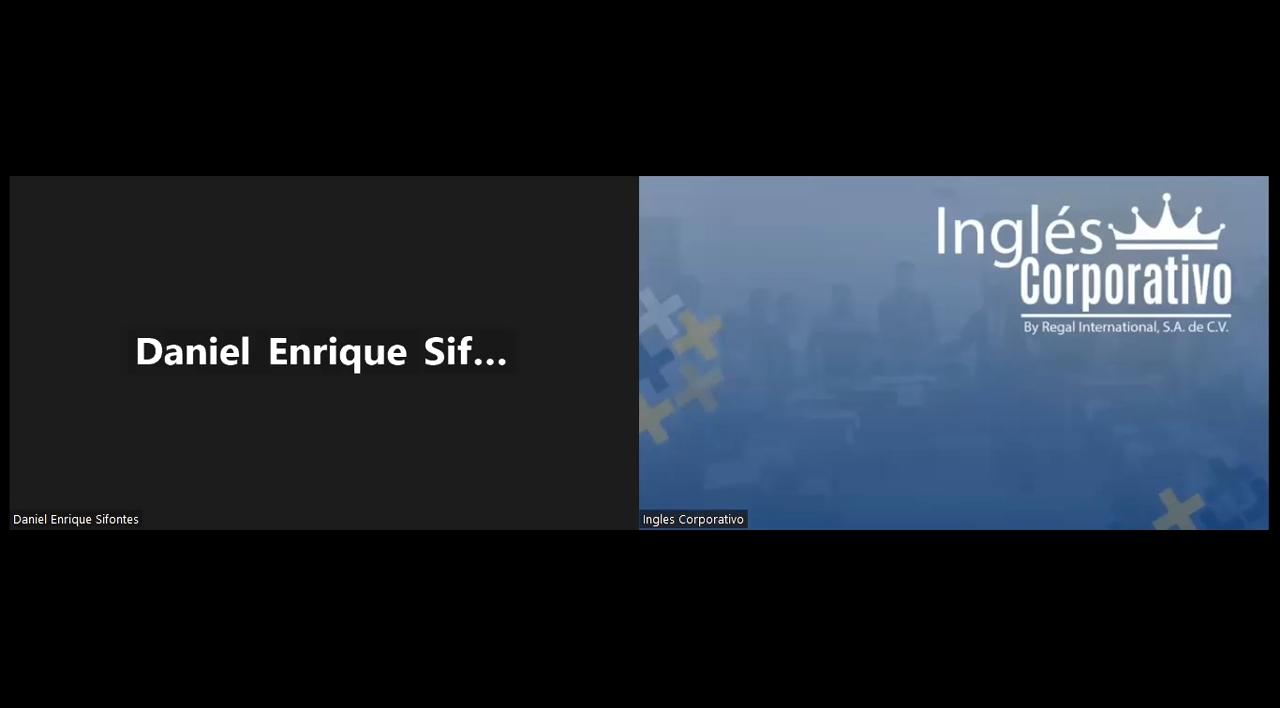 Daniel Enrique Sif...
Daniel Enrique Sifontes
Inglés
Corporativo
By Regal International, S.A. de C.V.
Ingles Corporativo